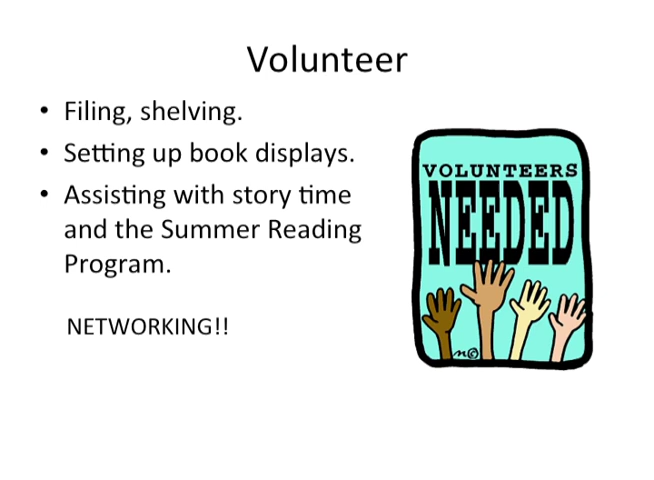 Volunteer
• Filing, shelving.
• Setting up book displays.
• Assisting with story time
and the Summer Reading
Program.
NETWORKING!!
VOLUNTEERS
NEEDED